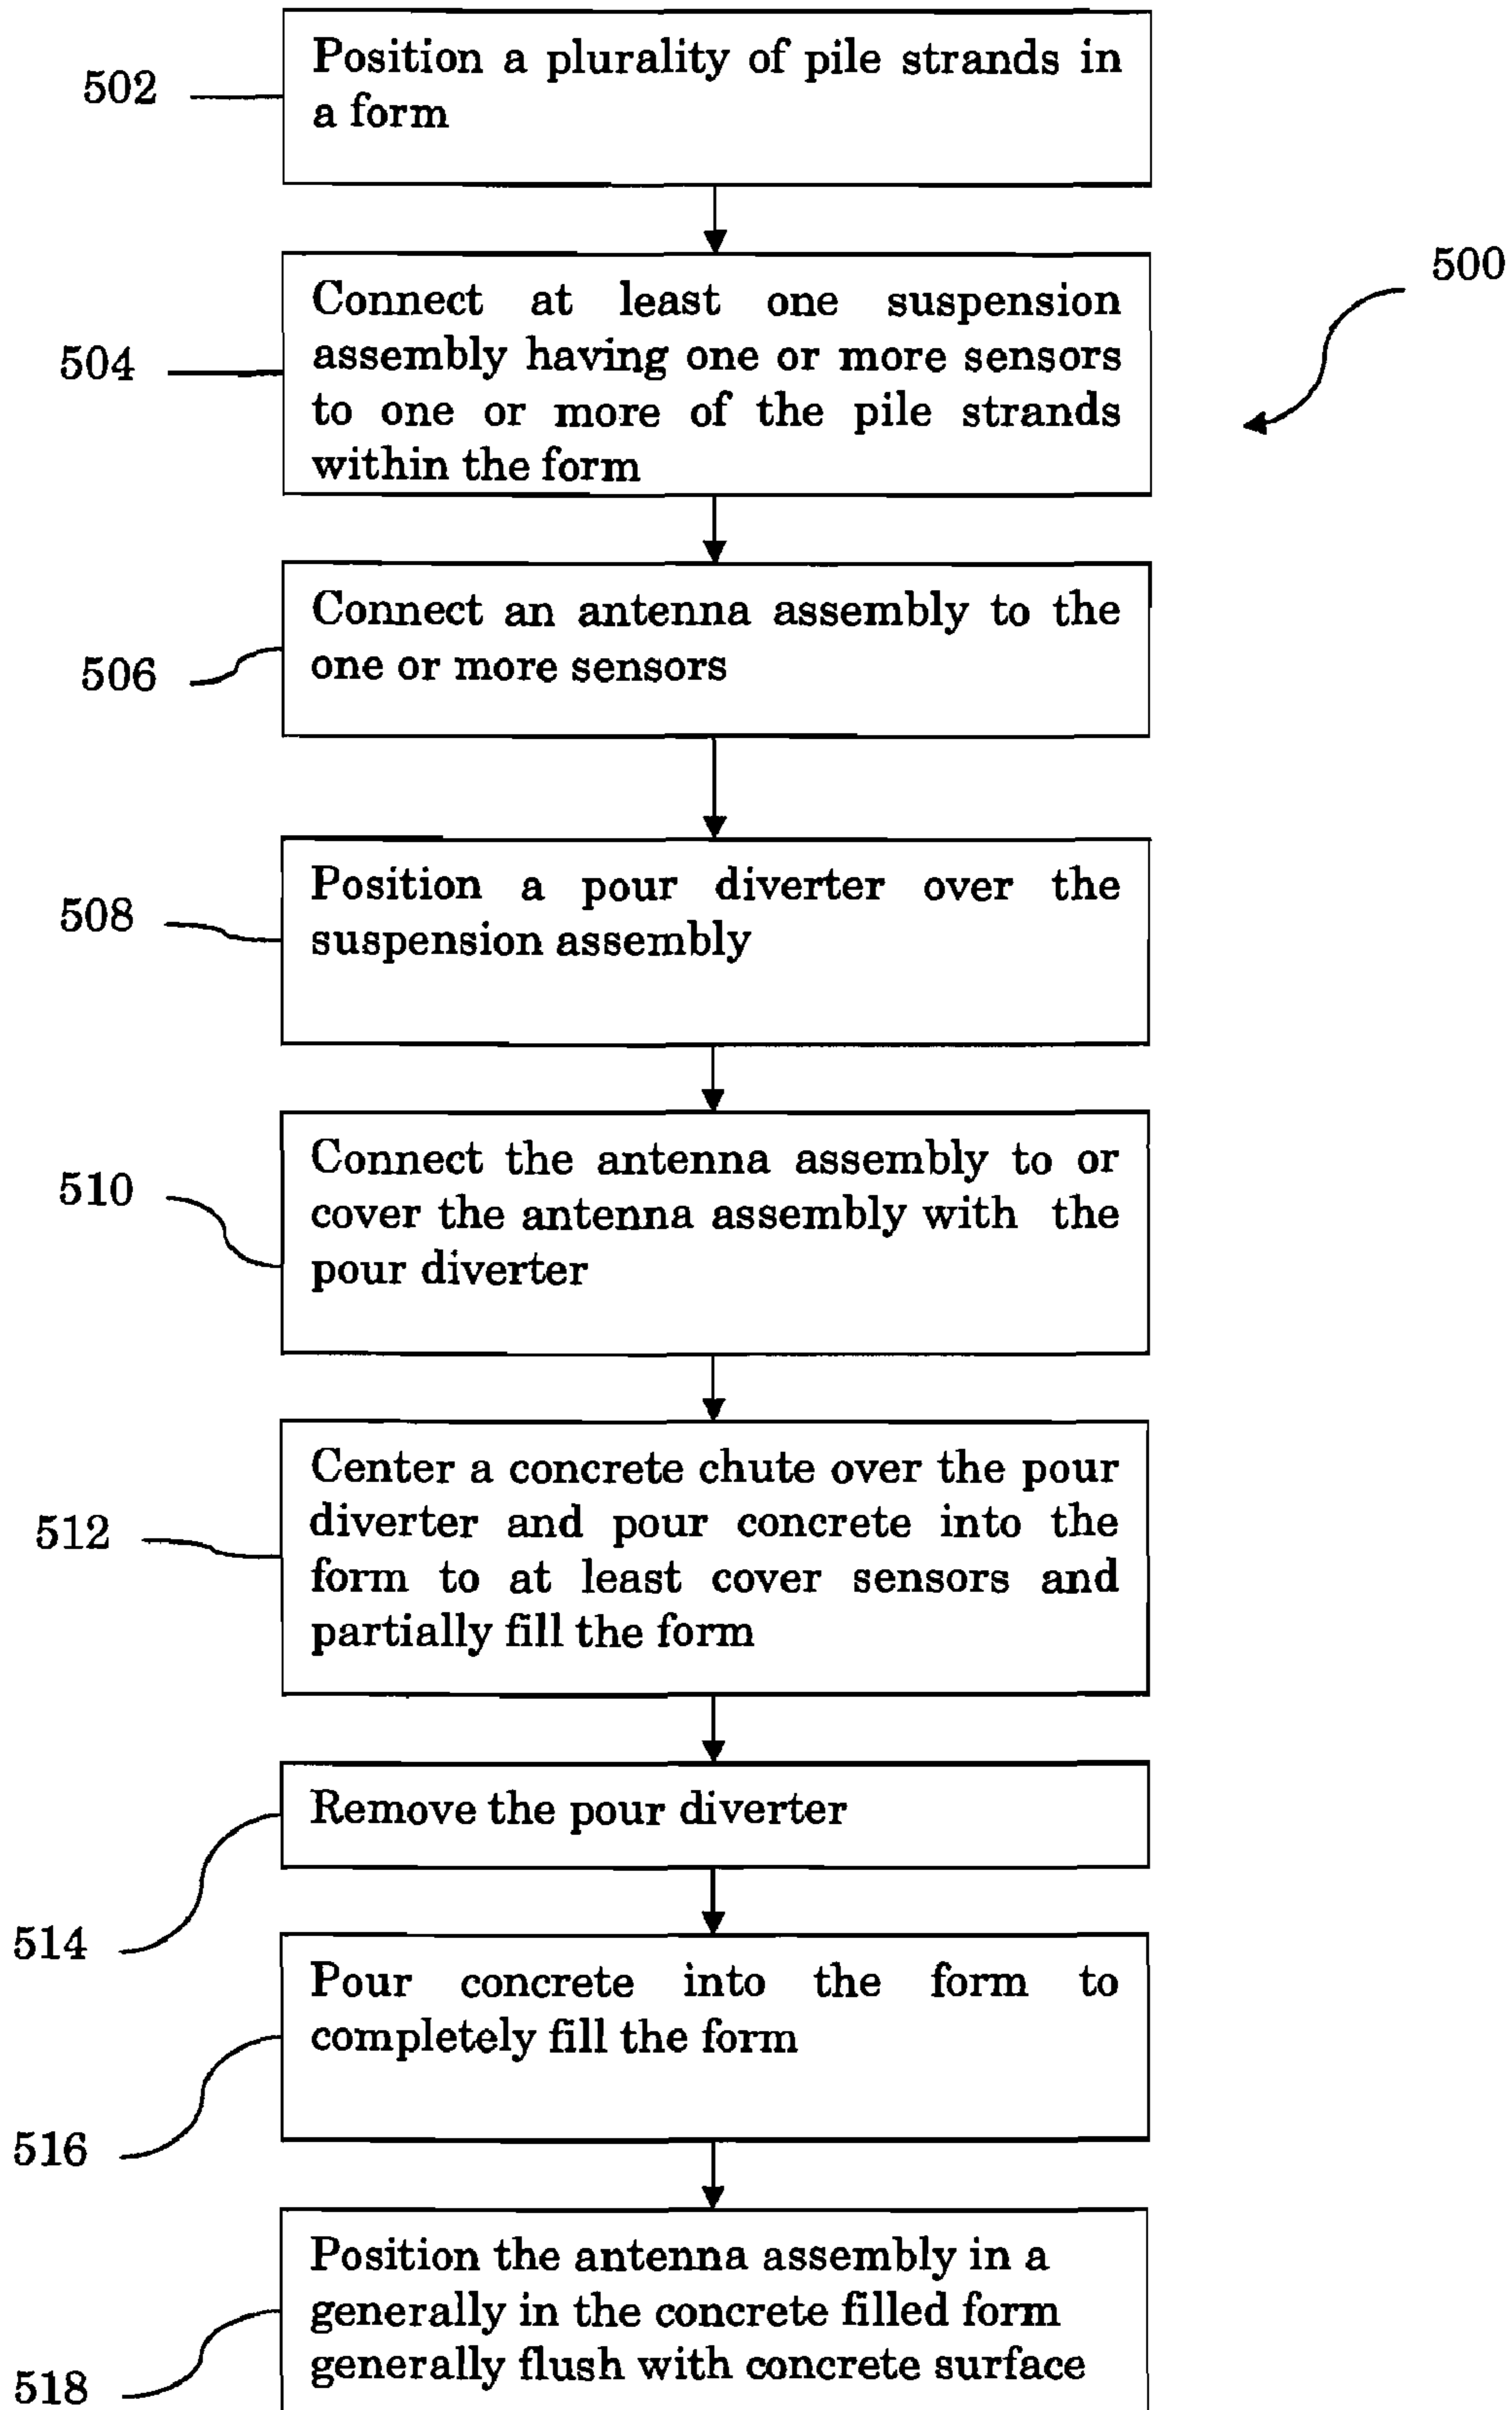 502
Position a plurality of pile strands in
a form
500
504
Connect at least one suspension
assembly having one or more sensors
to one or more of the pile strands
within the form
506
Connect an antenna assembly to the
one or more sensors
508
Position a pour diverter over the
suspension assembly
510
Connect the antenna assembly to or
cover the antenna assembly with the
pour diverter
512
Center a concrete chute over the pour
diverter and pour concrete into the
form to at least cover sensors and
partially fill the form
514
Remove the pour diverter
516
Pour concrete into the form to
completely fill the form
518
Position the antenna assembly in a
generally in the concrete filled form
generally flush with concrete surface